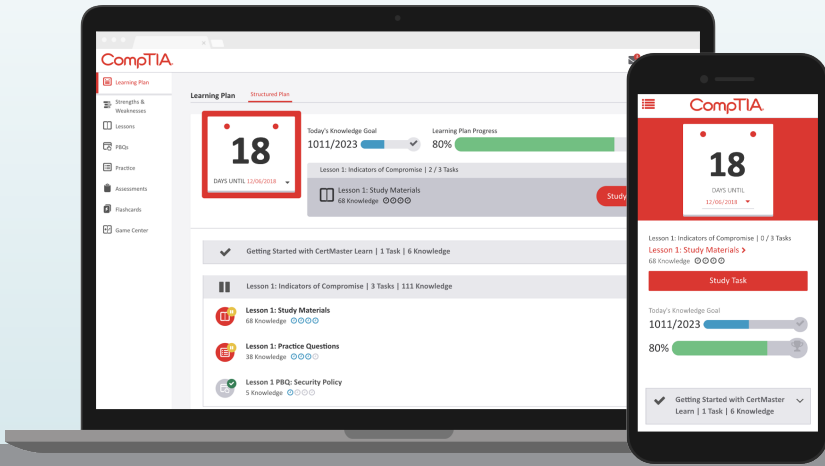 CompTIA.
Learning Plan
Strengths &
Weaknesses
Lessons
PBQs
Practice
Assessments
Flashcards
Game Center
Learning Plan
Structured Plan
18
DAYS UNTIL 12/06/2018
Today's Knowledge Goal
1011/2023
Learning Plan Progress
80%
Lesson 1: Indicators of Compromise | 2 / 3 Tasks
Lesson 1: Study Materials
68 Knowledge
Study
Getting Started with CertMaster Learn | 1 Task | 6 Knowledge
Lesson 1: Indicators of Compromise | 3 Tasks | 111 Knowledge
Lesson 1: Study Materials
68 Knowledge
Lesson 1: Practice Questions
38 Knowledge
Lesson 1 PBQ: Security Policy
5 Knowledge
CompTIA.
18
DAYS UNTIL
12/06/2018
Lesson 1: Indicators of Compromise | 0 / 3 Tasks
Lesson 1: Study Materials >
68 Knowledge
Study Task
Today's Knowledge Goal
1011/2023
80%
Getting Started with CertMaster
Learn | 1 Task | 6 Knowledge